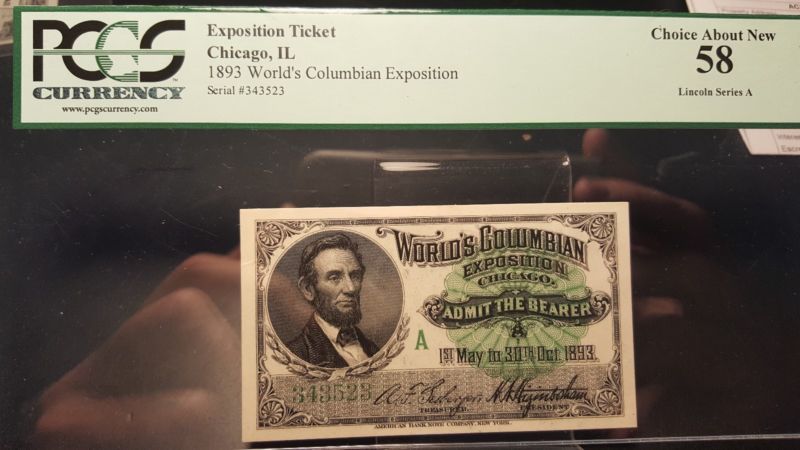 PCGS
CURRENCY
www.pcgscurrency.com
Exposition Ticket
Chicago, IL
1893 World's Columbian Exposition
Serial #343523
Choice About New
58
Lincoln Series A
WORLD'S COLUMBIAN
EXPOSITION
CHICAGO.
ADMIT THE BEARER
A
A
1ST May to 30TH Oct. 1893.
343523
TREASURER. PRESIDENT
AMERICAN BANK NOTE COMPANY, NEW YORK.